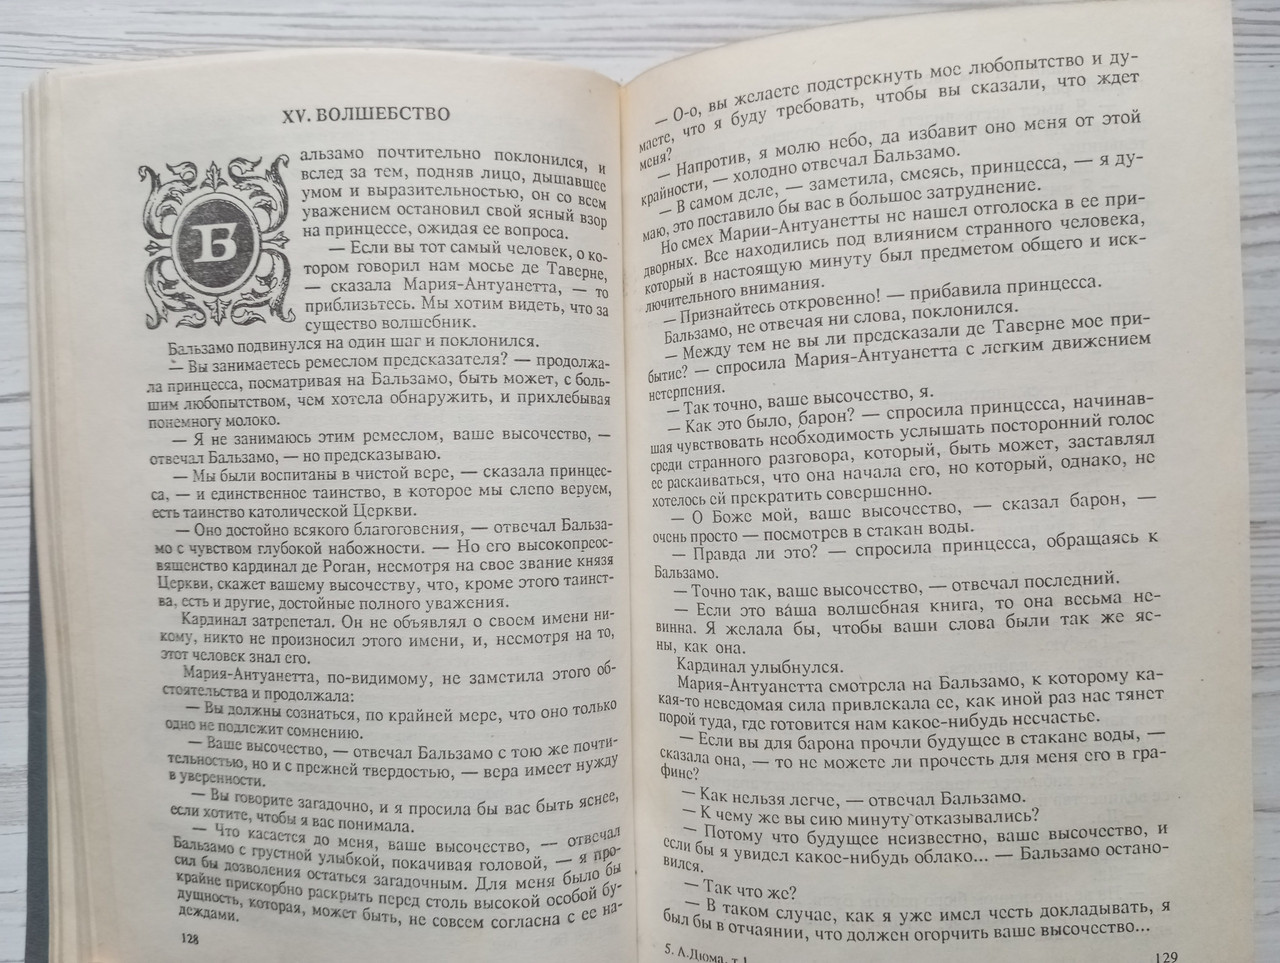 XV. ВОЛШЕБСТВО
Б
альзамо почтительно поклонился, и
вслед за тем, подняв лицо, дышавшее
умом и выразительностью, он со всем
уважением остановил свой ясный взор
на принцессе, ожидая ее вопроса.
— Если вы тот самый человек, о ко-
тором говорил нам мосье де Таверне,
— сказала Мария-Антуанетта, — то
приблизьтесь. Мы хотим видеть, что за
существо волшебник.
Бальзамо подвинулся на один шаг и поклонился.
— Вы занимаетесь ремеслом предсказателя? — продолжа-
ла принцесса, посматривая на Бальзамо, быть может, с боль-
шим любопытством, чем хотела обнаружить, и прихлебывая
понемногу молоко.
— Я не занимаюсь этим ремеслом, ваше высочество, —
отвечал Бальзамо, — но предсказываю.
— Мы были воспитаны в чистой вере, — сказала принцес-
са, — и единственное таинство, в которое мы слепо веруем,
есть таинство католической Церкви.
— Оно достойно всякого благоговения, — отвечал Бальза-
мо с чувством глубокой набожности. — Но его высокопреос-
вященство кардинал де Роган, несмотря на свое звание князя
Церкви, скажет вашему высочеству, что, кроме этого таинст-
ва, есть и другие, достойные полного уважения.
Кардинал затрепетал. Он не объявлял о своем имени ни-
кому, никто не произносил этого имени, и, несмотря на то,
этот человек знал его.
Мария-Антуанетта, по-видимому, не заметила этого об-
стоятельства и продолжала:
— Вы должны сознаться, по крайней мере, что оно только
одно не подлежит сомнению.
— Ваше высочество, — отвечал Бальзамо с тою же почти-
тельностью, но и с прежней твердостью, — вера имеет нужду
в уверенности.
— Вы говорите загадочно, и я просила бы вас быть яснее,
если хотите, чтобы я вас понимала.
— Что касается до меня, ваше высочество, — отвечал
Бальзамо с грустной улыбкой, покачивая головой, — я про-
сил бы дозволения остаться загадочным. Для меня было бы
крайне прискорбно раскрыть перед столь высокой особой бу-
дущность, которая, может быть, не совсем согласна с ее на-
деждами.
128
— О-о, вы желаете подстрекнуть мое любопытство и ду-
маете, что я буду требовать, чтобы вы сказали, что ждет
меня?
— Напротив, я молю небо, да избавит оно меня от этой
крайности, — холодно отвечал Бальзамо.
— В самом деле, — заметила, смеясь, принцесса, — я ду-
маю, это поставило бы вас в большое затруднение.
Но смех Марии-Антуанетты не нашел отголоска в ее при-
дворных. Все находились под влиянием странного человека,
который в настоящую минуту был предметом общего и иск-
лючительного внимания.
— Признайтесь откровенно! — прибавила принцесса.
Бальзамо, не отвечая ни слова, поклонился.
— Между тем не вы ли предсказали де Таверне мое при-
бытие? — спросила Мария-Антуанетта с легким движением
нетерпения.
— Так точно, ваше высочество, я.
— Как это было, барон? — спросила принцесса, начинав-
шая чувствовать необходимость услышать посторонний голос
среди странного разговора, который, быть может, заставлял
ее раскаиваться, что она начала его, но который, однако, не
хотелось ей прекратить совершенно.
— О Боже мой, ваше высочество, — сказал барон, —
очень просто — посмотрев в стакан воды.
— Правда ли это? — спросила принцесса, обращаясь к
Бальзамо.
— Точно так, ваше высочество, — отвечал последний.
— Если это ваша волшебная книга, то она весьма не-
винна. Я желала бы, чтобы ваши слова были так же яс-
ны, как она.
Кардинал улыбнулся.
Мария-Антуанетта смотрела на Бальзамо, к которому ка-
кая-то неведомая сила привлекала ее, как иной раз нас тянет
порой туда, где готовится нам какое-нибудь несчастье.
— Если вы для барона прочли будущее в стакане воды, —
сказала она, — то не можете ли прочесть для меня его в гра-
фине?
— Как нельзя легче, — отвечал Бальзамо.
— К чему же вы сию минуту отказывались?
— Потому что будущее неизвестно, ваше высочество, и
если бы я увидел какое-нибудь облако... — Бальзамо остано-
вился.
— Так что же?
— В таком случае, как я уже имел честь докладывать, я
был бы в отчаянии, что должен огорчить ваше высочество...
5. А.Дюма, т.1
129